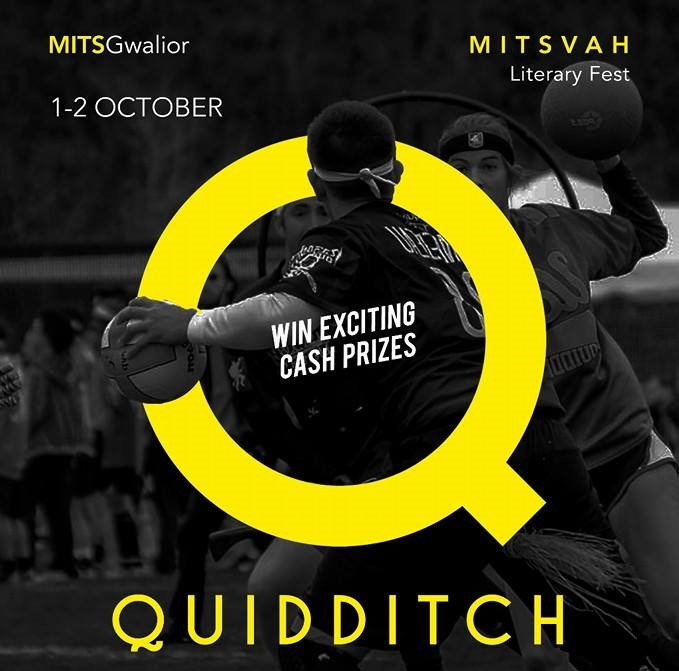 MITSGwalior
MITSVAH
Literary Fest
1-2 OCTOBER
WIN EXCITING
CASH PRIZES
QUIDDITCH